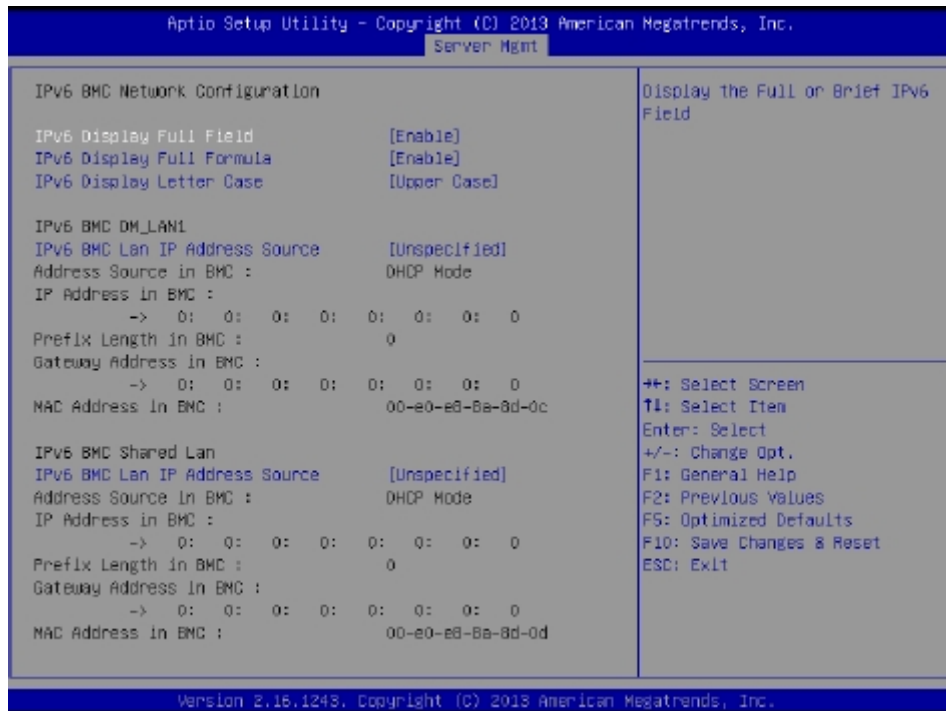 Aptio Setup Utility - Copyright (C) 2013 American Megatrends, Inc.
Server Mgmt
IPv6 BMC Network Configuration
IPv6 Display Full Field [Enable]
IPv6 Display Full Formula [Enable]
IPv6 Display Letter Case [Upper Case]
IPv6 BMC DM_LAN1
IPv6 BMC Lan IP Address Source [Unspecified]
Address Source in BMC : DHCP Mode
IP Address in BMC :
-> 0: 0: 0: 0: 0: 0: 0: 0
Prefix Length in BMC : 0
Gateway Address in BMC :
-> 0: 0: 0: 0: 0: 0: 0: 0
MAC Address in BMC : 00-e0-e8-8a-8d-0c
IPv6 BMC Shared Lan
IPv6 BMC Lan IP Address Source [Unspecified]
Address Source in BMC : DHCP Mode
IP Address in BMC :
-> 0: 0: 0: 0: 0: 0: 0: 0
Prefix Length in BMC : 0
Gateway Address in BMC :
-> 0: 0: 0: 0: 0: 0: 0: 0
MAC Address in BMC : 00-e0-e8-8a-8d-0d
Display the Full or Brief IPv6
Field
→←: Select Screen
↑↓: Select Item
Enter: Select
+/-: Change Opt.
F1: General Help
F2: Previous Values
F5: Optimized Defaults
F10: Save Changes & Reset
ESC: Exit
Version 2.16.1243. Copyright (C) 2013 American Megatrends, Inc.